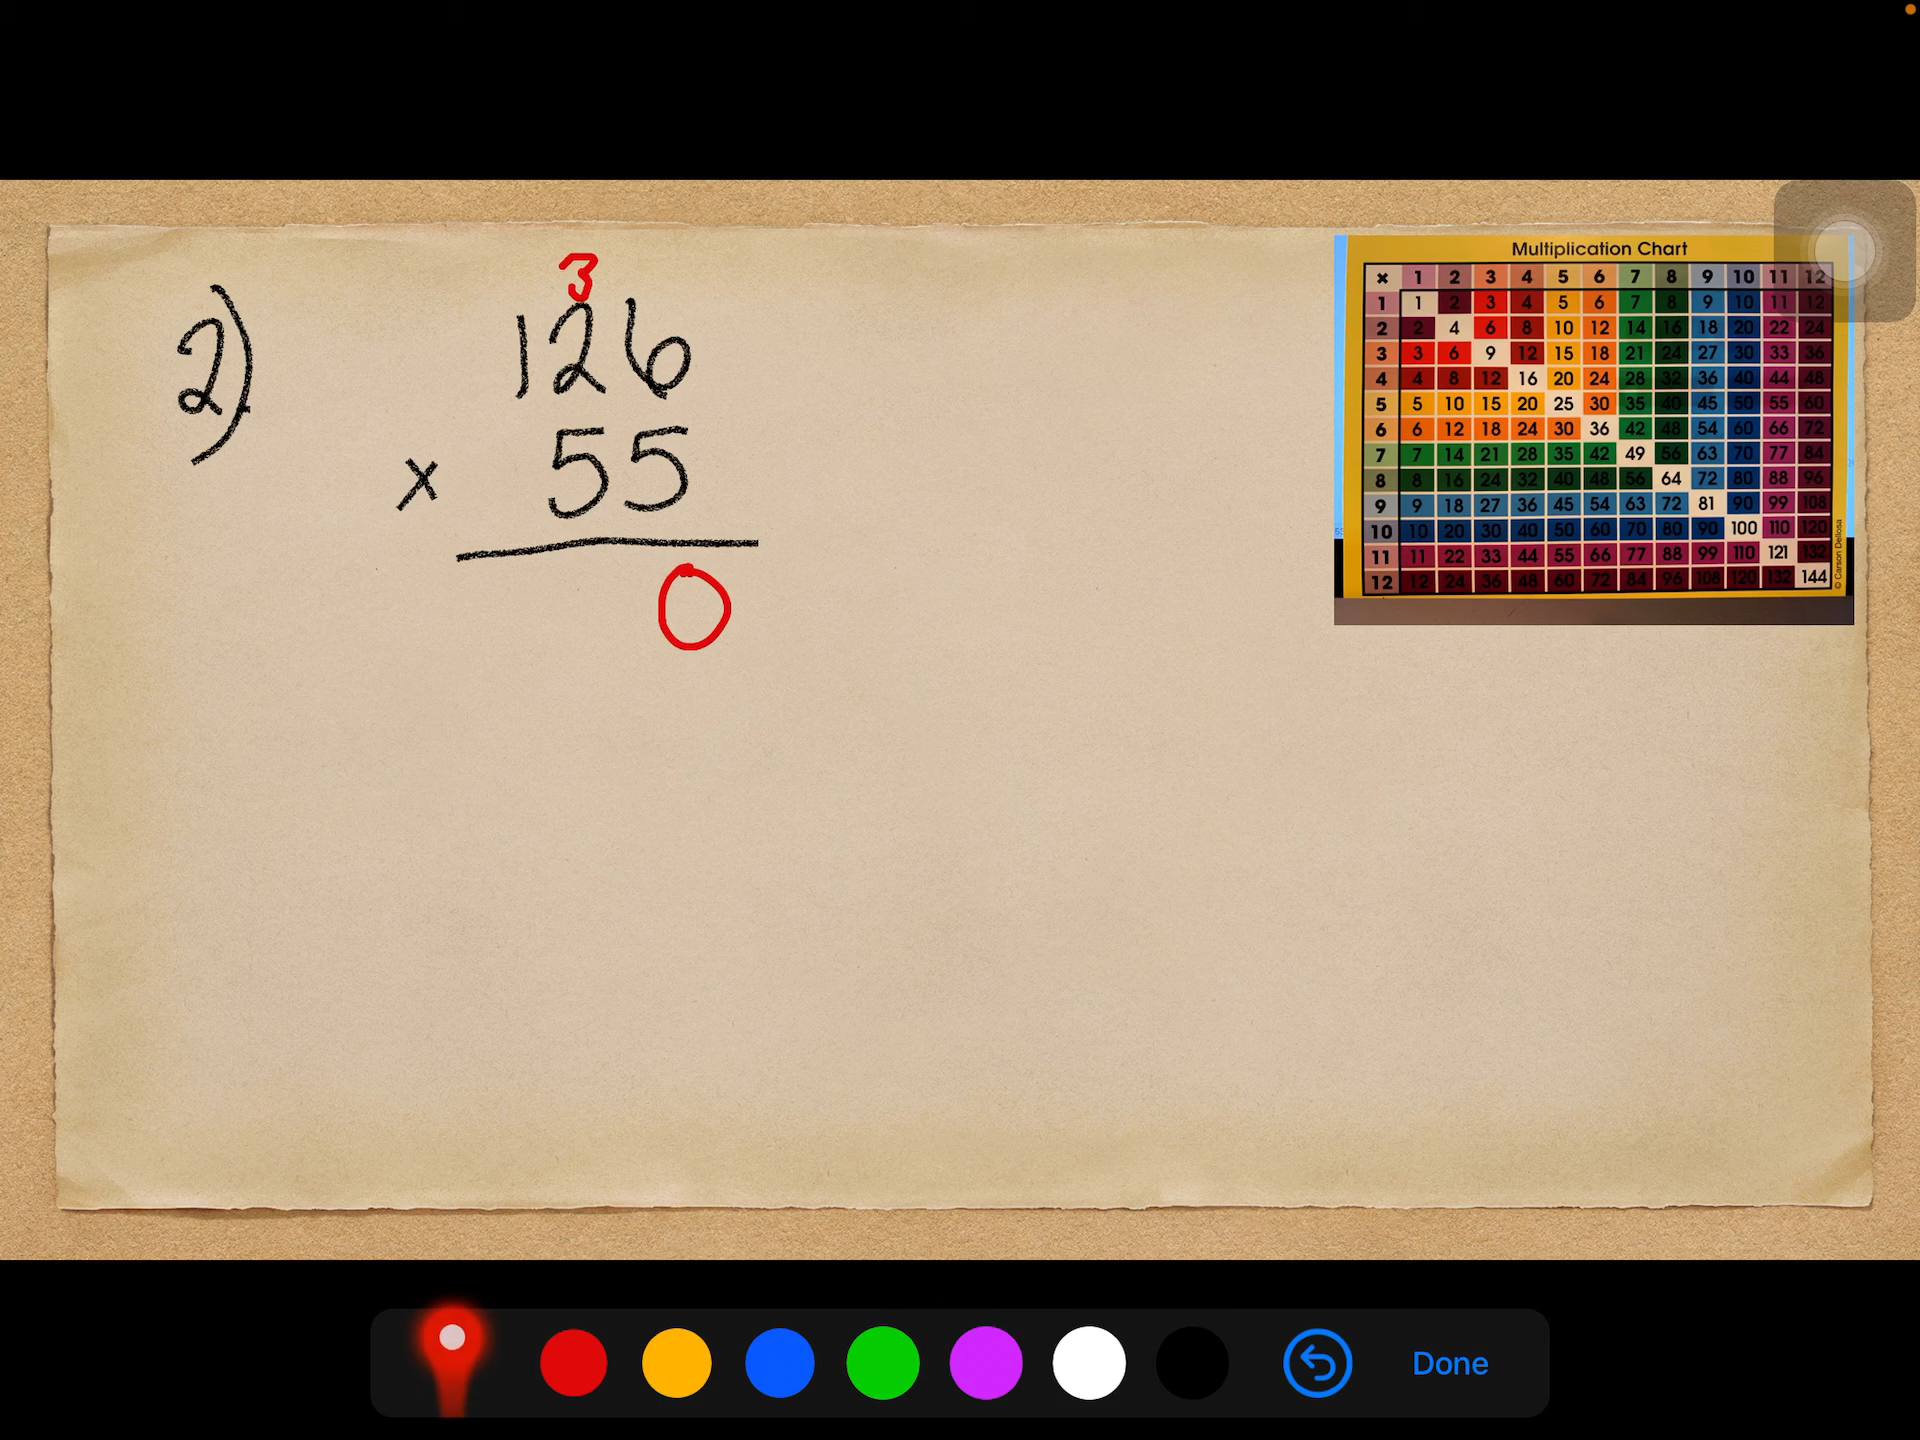 3
2) 126
x 55
0
Multiplication Chart
x 1 2 3 4 5 6 7 8 9 10 11 12
1 1 2 3 4 5 6 7 8 9 10 11 12
2 2 4 6 8 10 12 14 16 18 20 22 24
3 3 6 9 12 15 18 21 24 27 30 33 36
4 4 8 12 16 20 24 28 32 36 40 44 48
5 5 10 15 20 25 30 35 40 45 50 55 60
6 6 12 18 24 30 36 42 48 54 60 66 72
7 7 14 21 28 35 42 49 56 63 70 77 84
8 8 16 24 32 40 48 56 64 72 80 88 96
9 9 18 27 36 45 54 63 72 81 90 99 108
10 10 20 30 40 50 60 70 80 90 100 110 120
11 11 22 33 44 55 66 77 88 99 110 121 132
12 12 24 36 48 60 72 84 96 108 120 132 144
© Carson Dellosa
Done